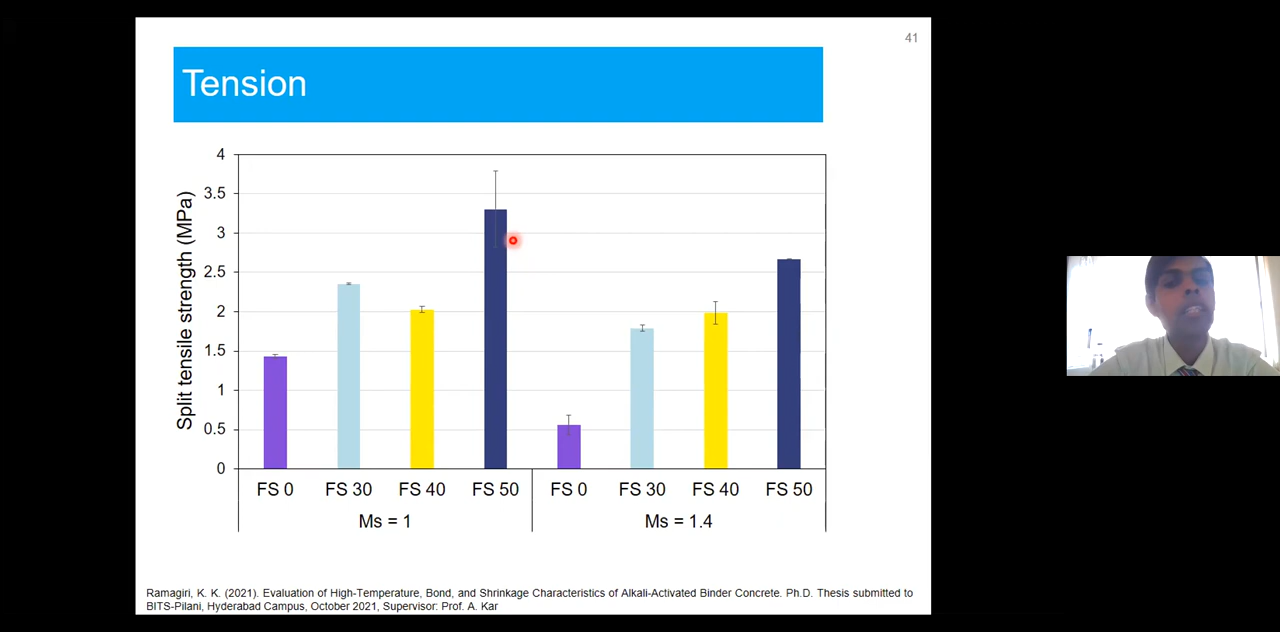 41
Tension
Split tensile strength (MPa)
4
3.5
3
2.5
2
1.5
1
0.5
0
FS 0 FS 30 FS 40 FS 50 FS 0 FS 30 FS 40 FS 50
Ms = 1 Ms = 1.4
Ramagiri, K. K. (2021). Evaluation of High-Temperature, Bond, and Shrinkage Characteristics of Alkali-Activated Binder Concrete. Ph.D. Thesis submitted to
BITS-Pilani, Hyderabad Campus, October 2021, Supervisor: Prof. A. Kar